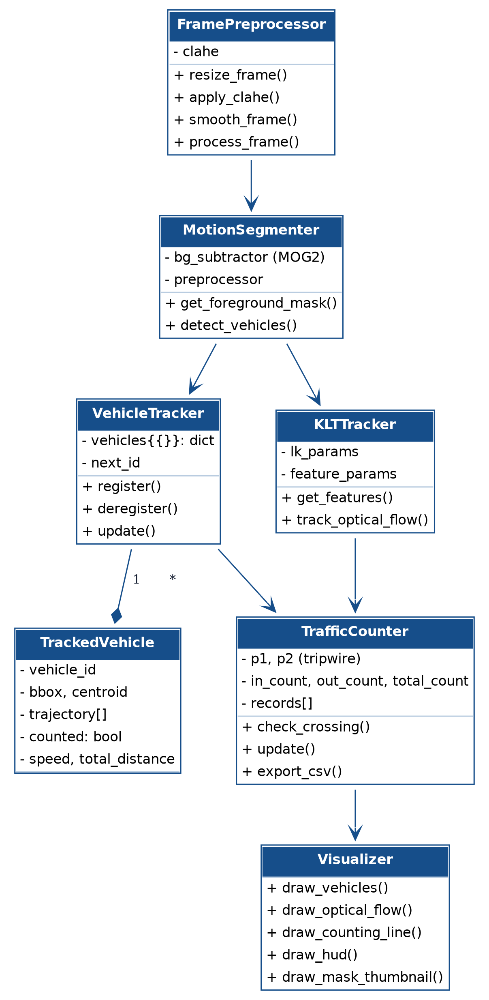 FramePreprocessor
- clahe
+ resize_frame()
+ apply_clahe()
+ smooth_frame()
+ process_frame()
MotionSegmenter
- bg_subtractor (MOG2)
- preprocessor
+ get_foreground_mask()
+ detect_vehicles()
VehicleTracker
- vehicles{{}}: dict
- next_id
+ register()
+ deregister()
+ update()
KLTTracker
- lk_params
- feature_params
+ get_features()
+ track_optical_flow()
1 *
TrackedVehicle
- vehicle_id
- bbox, centroid
- trajectory[]
- counted: bool
- speed, total_distance
TrafficCounter
- p1, p2 (tripwire)
- in_count, out_count, total_count
- records[]
+ check_crossing()
+ update()
+ export_csv()
Visualizer
+ draw_vehicles()
+ draw_optical_flow()
+ draw_counting_line()
+ draw_hud()
+ draw_mask_thumbnail()